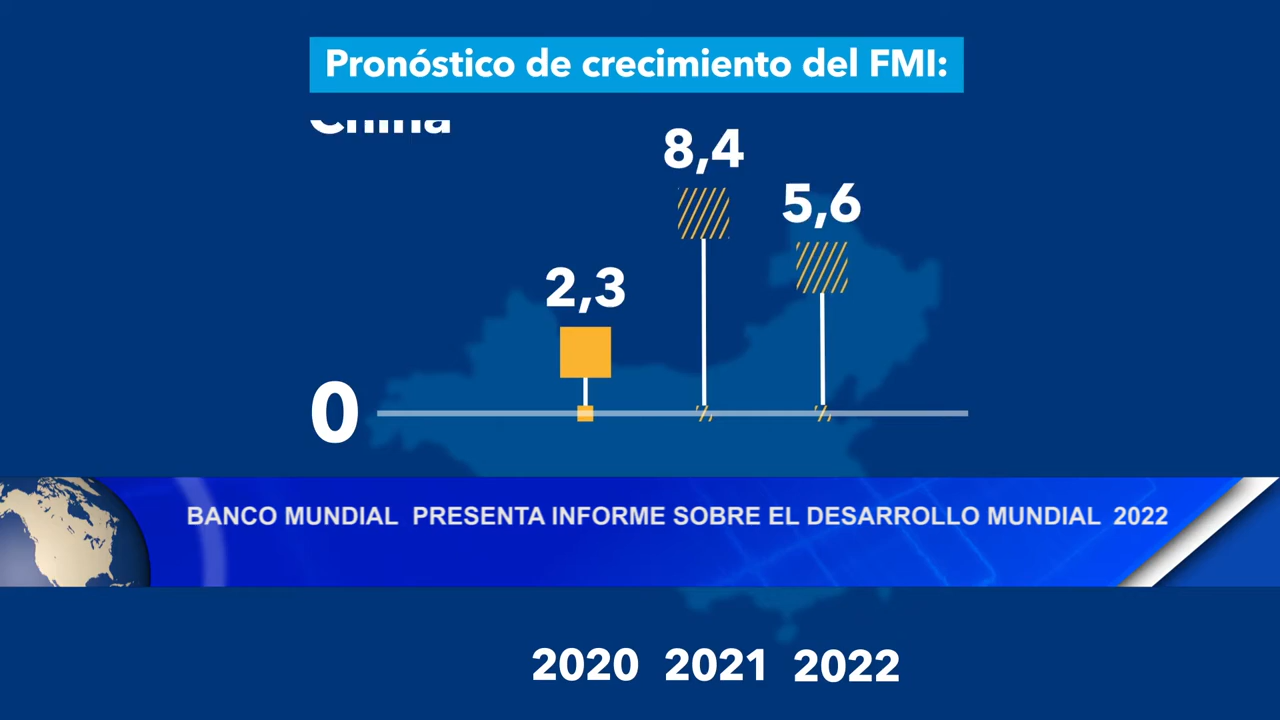 Pronóstico de crecimiento del FMI:
China
8,4
5,6
2,3
0
BANCO MUNDIAL PRESENTA INFORME SOBRE EL DESARROLLO MUNDIAL 2022
2020 2021 2022